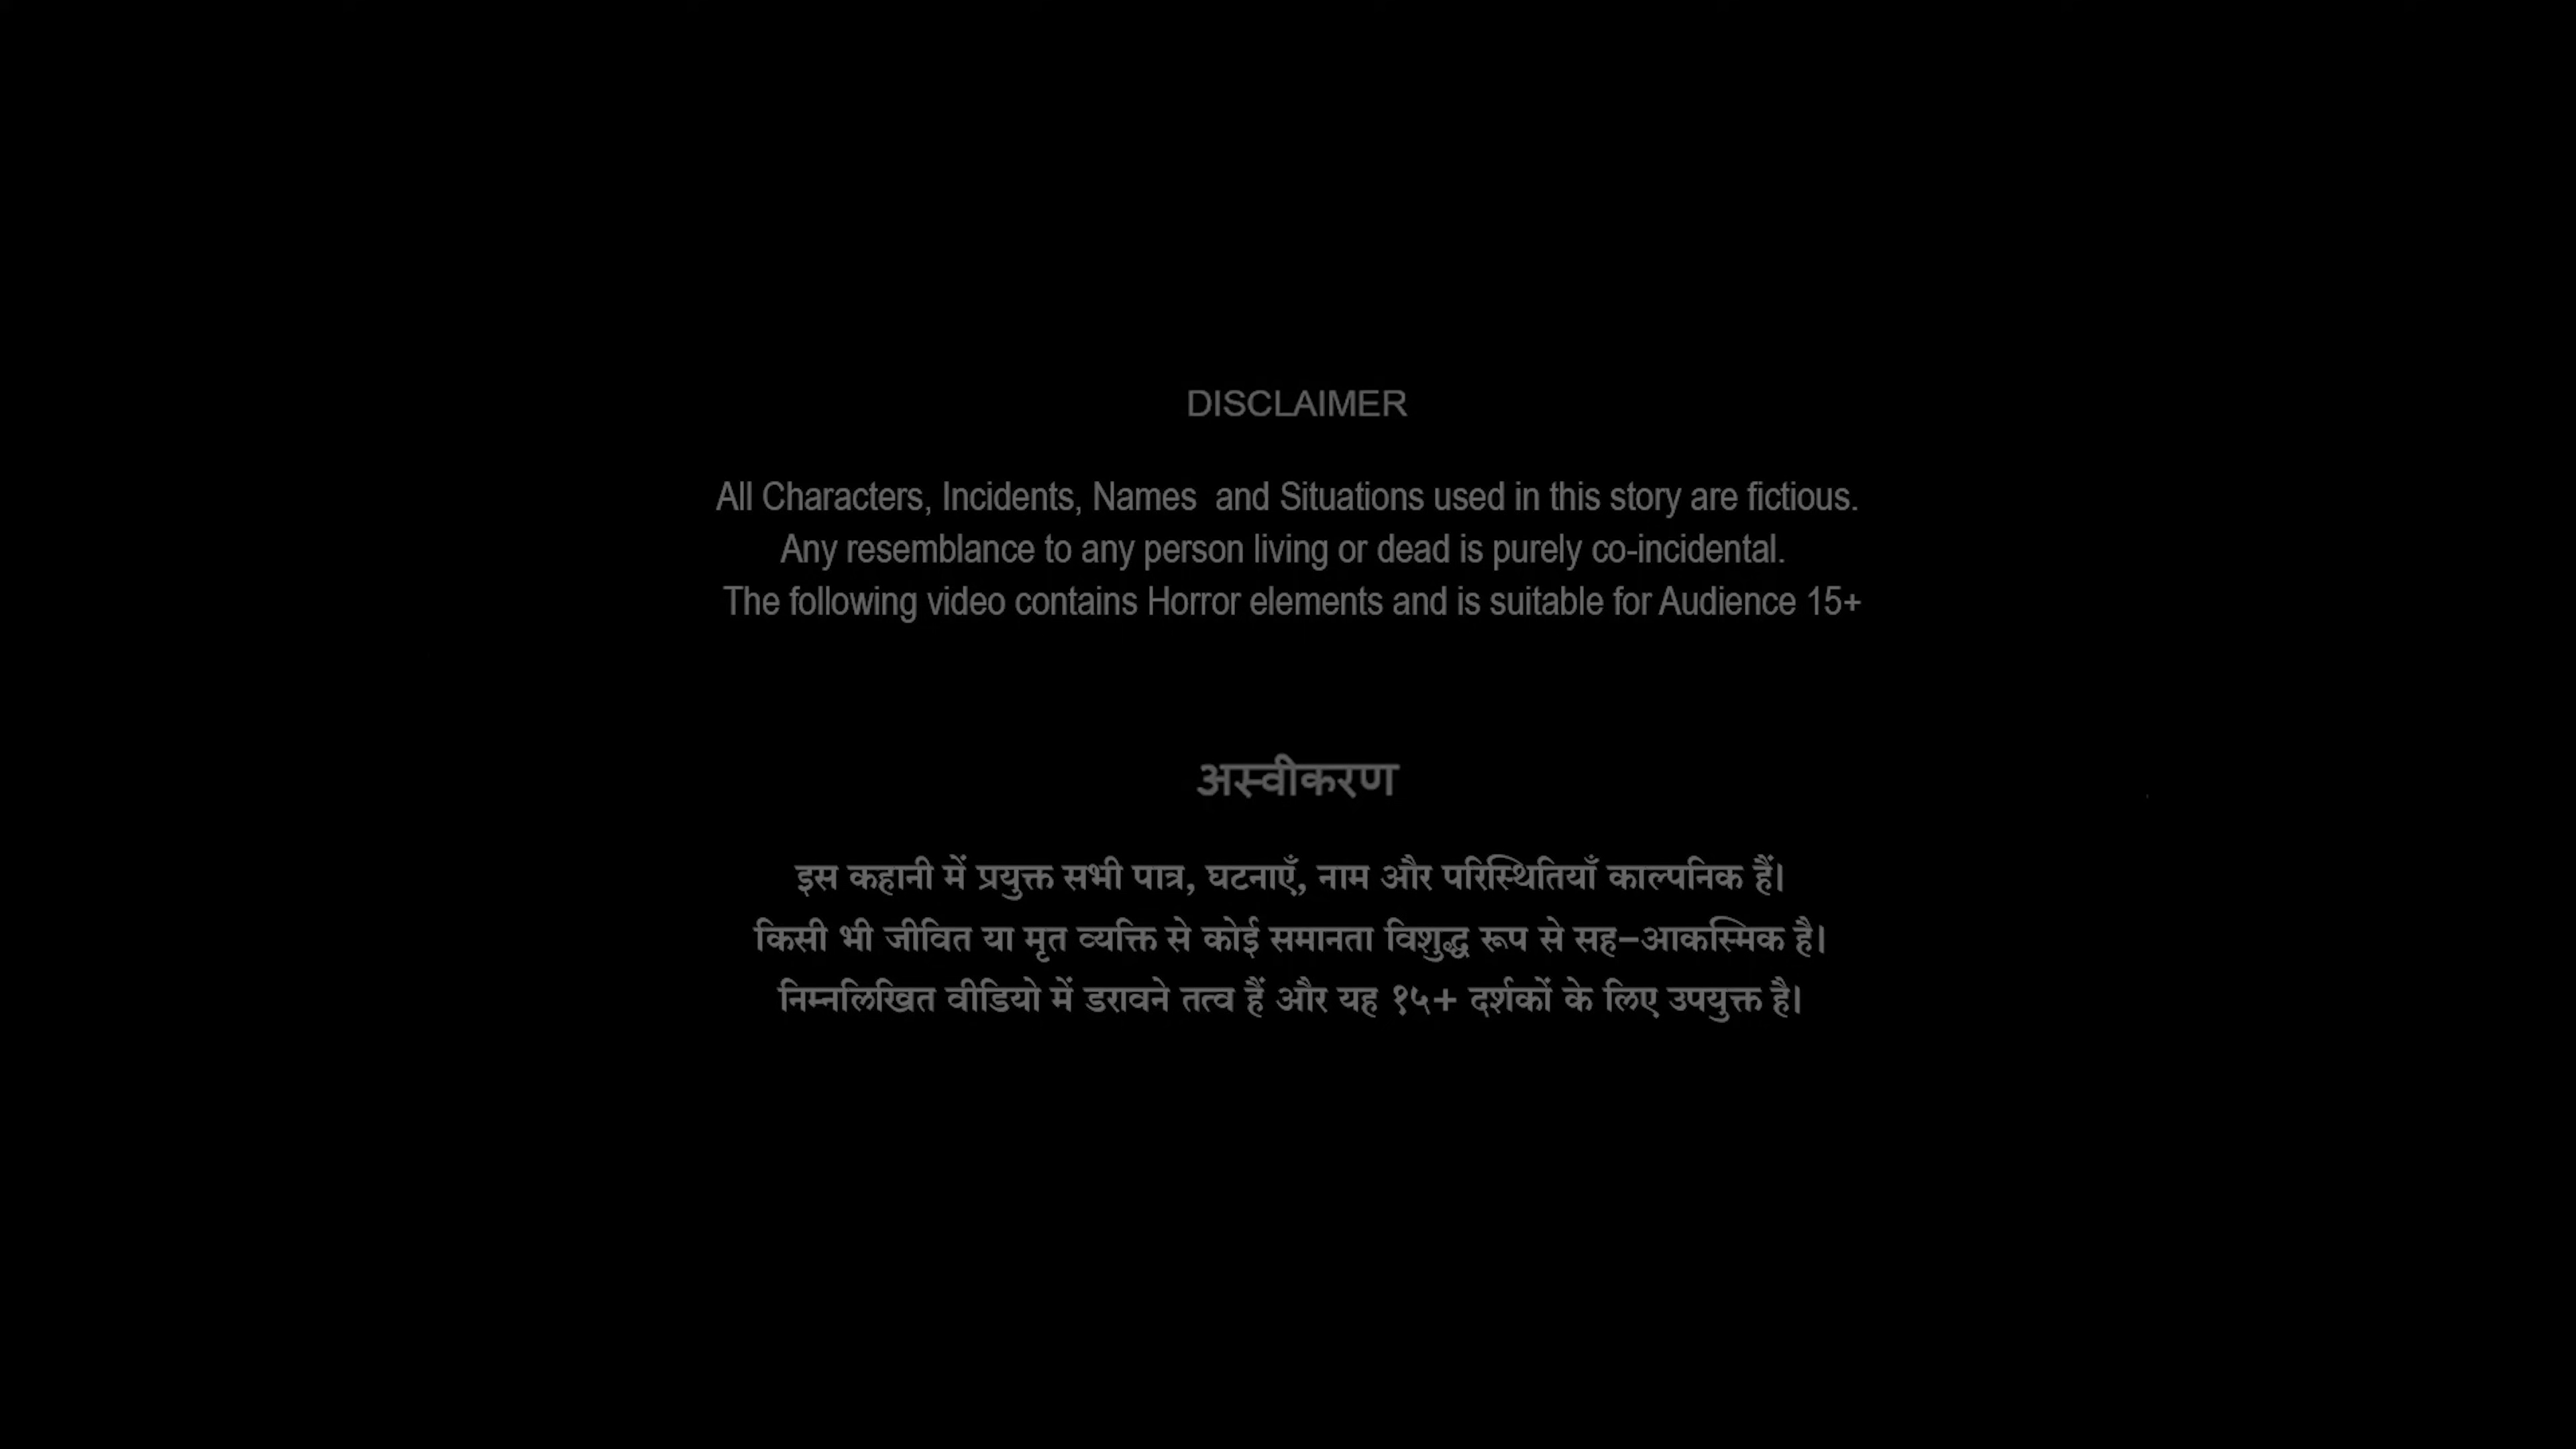 DISCLAIMER
All Characters, Incidents, Names  and Situations used in this story are fictious.
Any resemblance to any person living or dead is purely co-incidental.
The following video contains Horror elements and is suitable for Audience 15+
अस्वीकरण
इस कहानी में प्रयुक्त सभी पात्र, घटनाएँ, नाम और परिस्थितियाँ काल्पनिक हैं।
किसी भी जीवित या मृत व्यक्ति से कोई समानता विशुद्ध रूप से सह-आकस्मिक है।
निम्नलिखित वीडियो में डरावने तत्व हैं और यह १५+ दर्शकों के लिए उपयुक्त है।